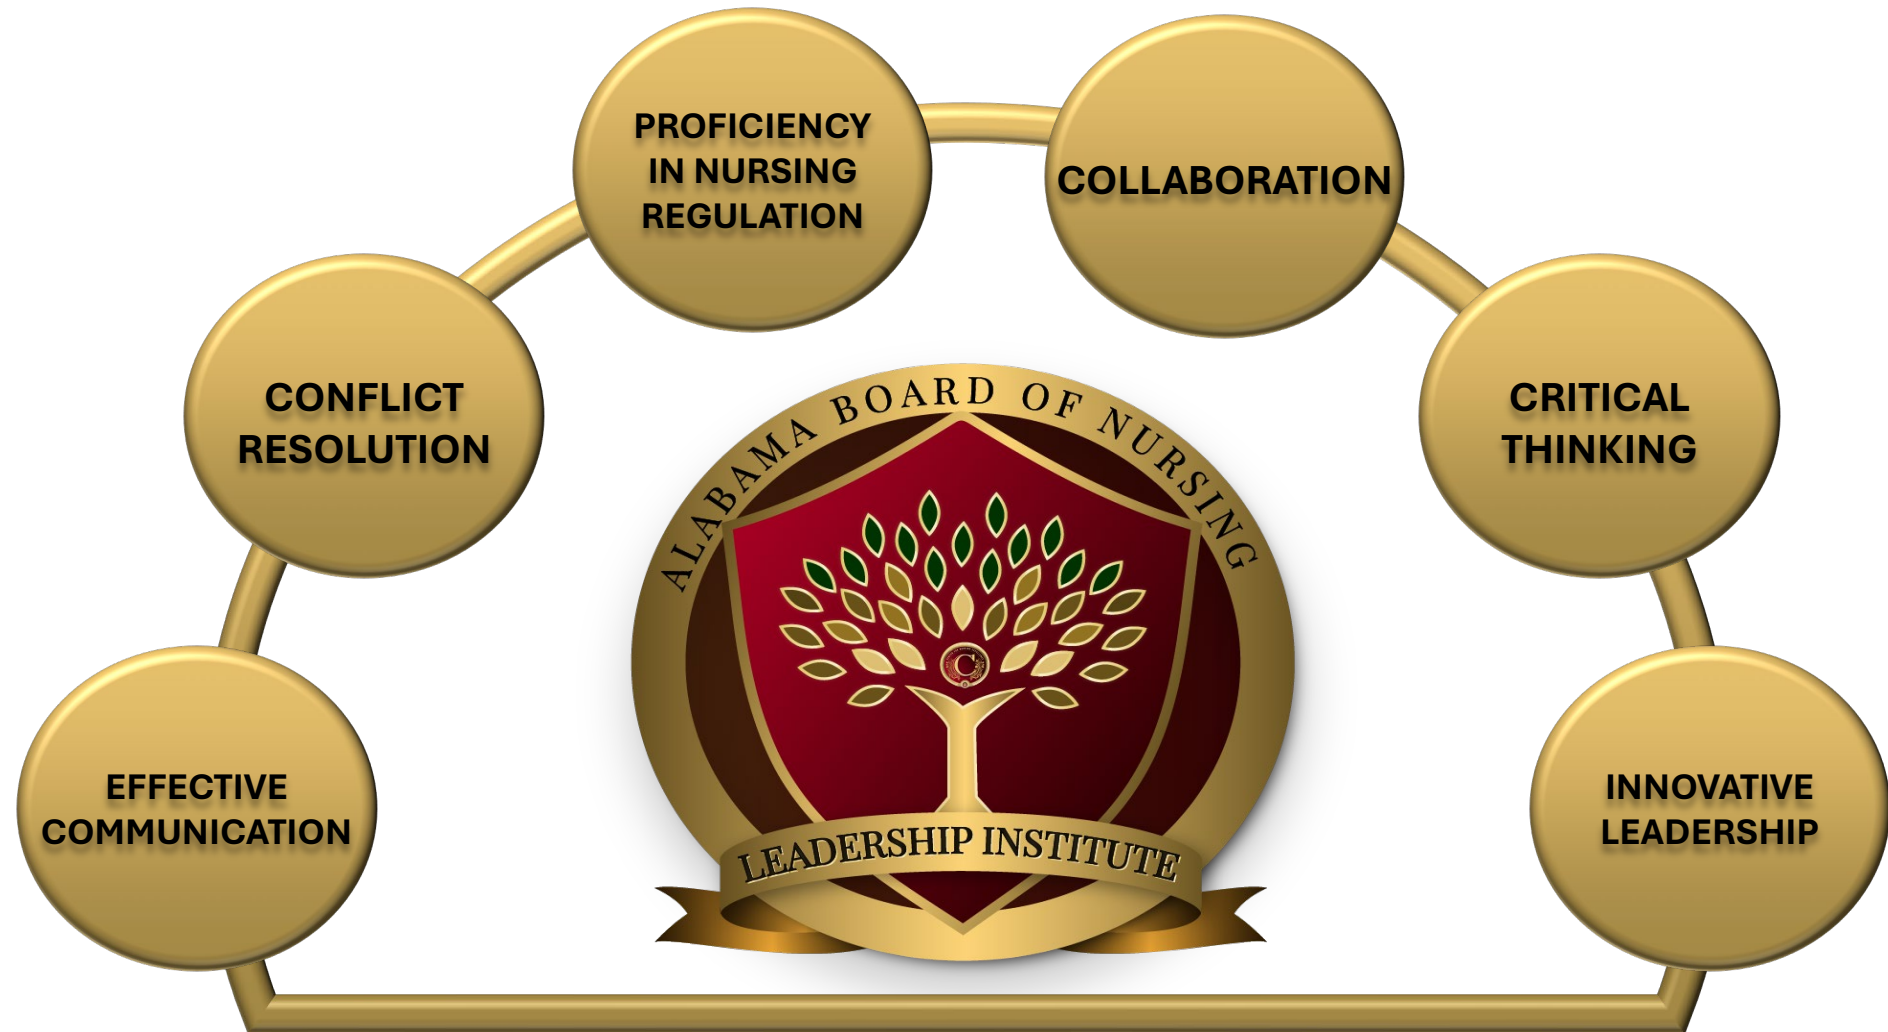 PROFICIENCY
IN NURSING
REGULATION
COLLABORATION
CONFLICT
RESOLUTION
CRITICAL
THINKING
EFFECTIVE
COMMUNICATION
INNOVATIVE
LEADERSHIP
ALABAMA BOARD OF NURSING
C
LEADERSHIP INSTITUTE